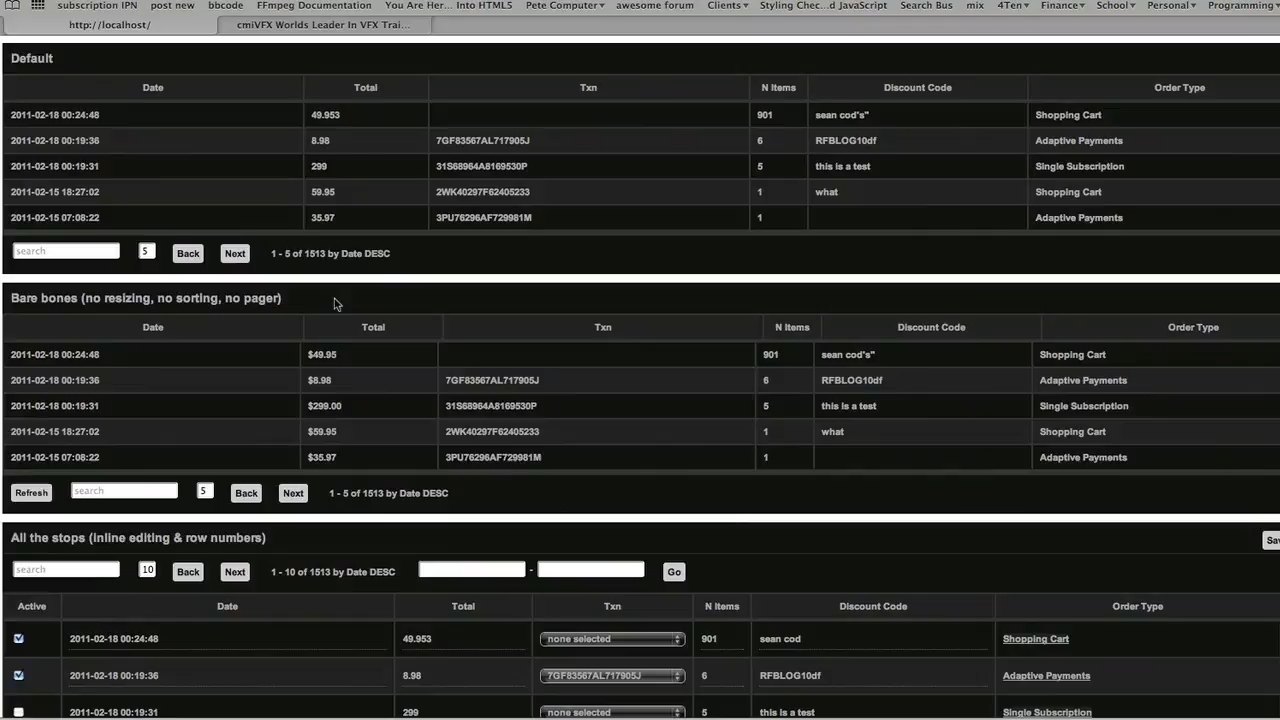 subscription IPN post new bbcode FFmpeg Documentation You Are Her... Into HTML5 Pete Computer awesome forum Clients Styling Chec...d JavaScript Search Bus mix 4Ten Finance School Personal Programming
http://localhost/ cmiVFX Worlds Leader In VFX Trai...
Default
Date Total Txn N Items Discount Code Order Type
2011-02-18 00:24:48 49.953 901 sean cod's" Shopping Cart
2011-02-18 00:19:36 8.98 7GF83567AL717905J 6 RFBLOG10df Adaptive Payments
2011-02-18 00:19:31 299 31S68964A8169530P 5 this is a test Single Subscription
2011-02-15 18:27:02 59.95 2WK40297F62405233 1 what Shopping Cart
2011-02-15 07:08:22 35.97 3PU76296AF729981M 1 Adaptive Payments
search 5 Back Next 1 - 5 of 1513 by Date DESC
Bare bones (no resizing, no sorting, no pager)
Date Total Txn N Items Discount Code Order Type
2011-02-18 00:24:48 $49.95 901 sean cod's" Shopping Cart
2011-02-18 00:19:36 $8.98 7GF83567AL717905J 6 RFBLOG10df Adaptive Payments
2011-02-18 00:19:31 $299.00 31S68964A8169530P 5 this is a test Single Subscription
2011-02-15 18:27:02 $59.95 2WK40297F62405233 1 what Shopping Cart
2011-02-15 07:08:22 $35.97 3PU76296AF729981M 1 Adaptive Payments
Refresh search 5 Back Next 1 - 5 of 1513 by Date DESC
All the stops (inline editing & row numbers) Sav
search 10 Back Next 1 - 10 of 1513 by Date DESC - Go
Active Date Total Txn N Items Discount Code Order Type
2011-02-18 00:24:48 49.953 none selected 901 sean cod Shopping Cart
2011-02-18 00:19:36 8.98 7GF83567AL717905J 6 RFBLOG10df Adaptive Payments
2011-02-18 00:19:31 299 none selected 5 this is a test Single Subscription